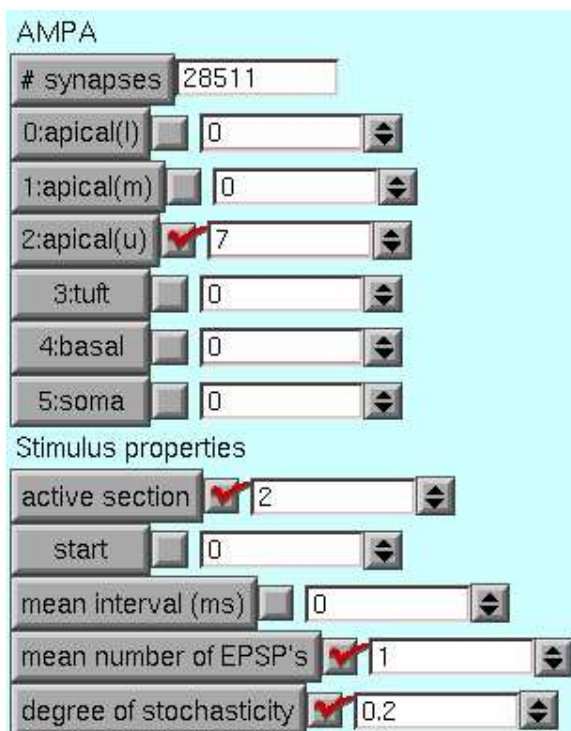 AMPA
# synapses 28511
0:apical(l) 0
1:apical(m) 0
2:apical(u) 7
3:tuft 0
4:basal 0
5:soma 0
Stimulus properties
active section 2
start 0
mean interval (ms) 0
mean number of EPSP's 1
degree of stochasticity 0.2